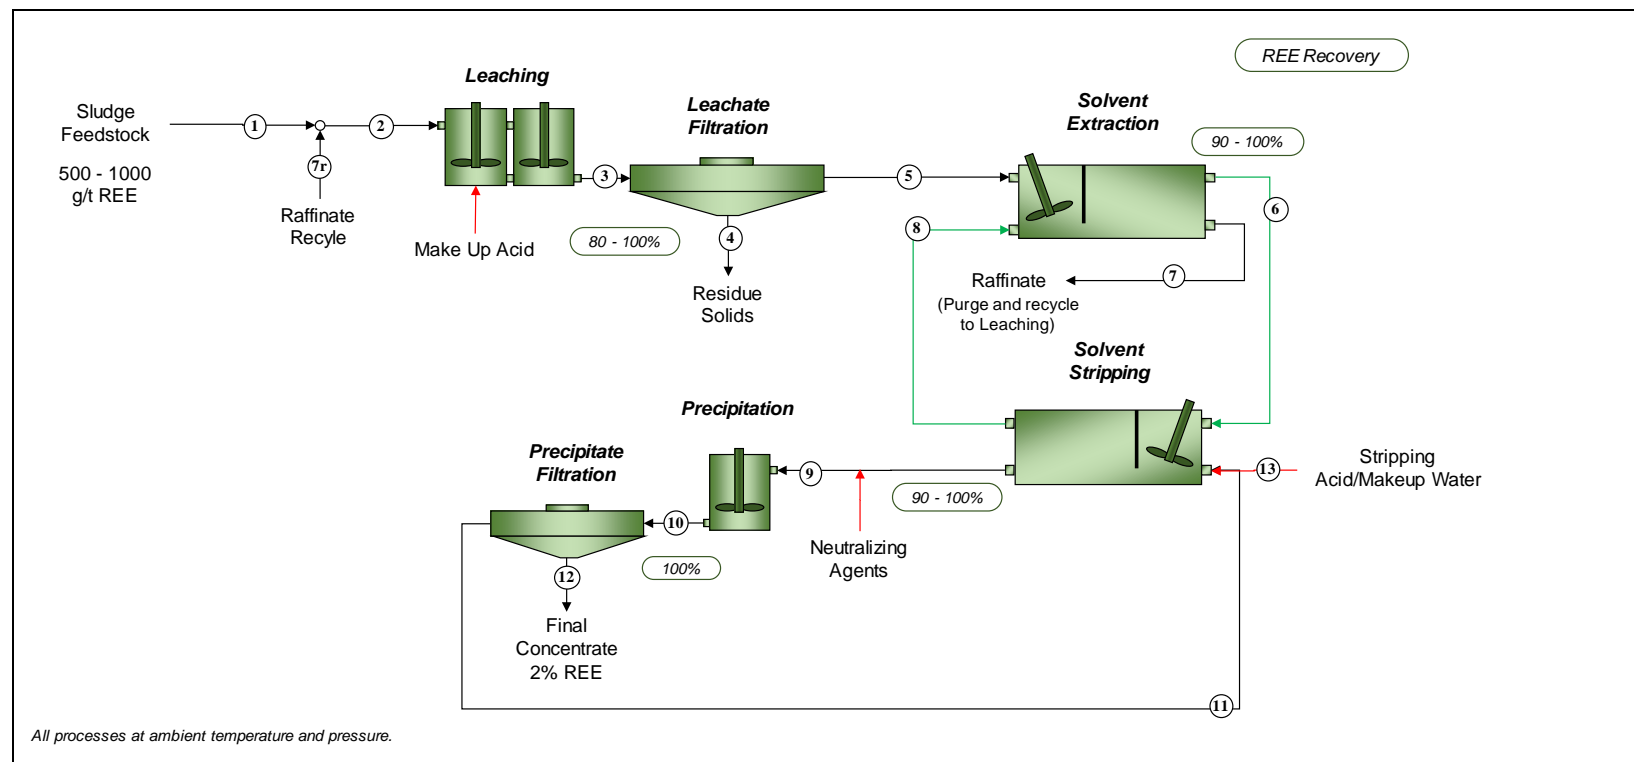 REE Recovery
Leaching
Sludge
Feedstock
500 - 1000
g/t REE
1
2
7r
Raffinate
Recyle
Make Up Acid
3
Leachate
Filtration
80 - 100%
4
Residue
Solids
5
Solvent
Extraction
90 - 100%
6
8
7
Raffinate
(Purge and recycle
to Leaching)
Solvent
Stripping
13
Stripping
Acid/Makeup Water
90 - 100%
9
Neutralizing
Agents
Precipitation
Precipitate
Filtration
10
100%
12
Final
Concentrate
2% REE
11
All processes at ambient temperature and pressure.